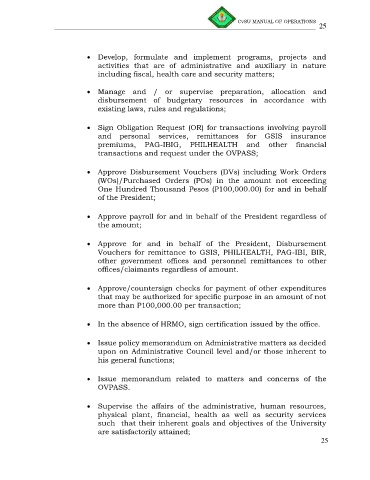 CvSU MANUAL OF OPERATIONS
25
• Develop, formulate and implement programs, projects and
activities that are of administrative and auxiliary in nature
including fiscal, health care and security matters;
• Manage and / or supervise preparation, allocation and
disbursement of budgetary resources in accordance with
existing laws, rules and regulations;
• Sign Obligation Request (OR) for transactions involving payroll
and personal services, remittances for GSIS insurance
premiums, PAG-IBIG, PHILHEALTH and other financial
transactions and request under the OVPASS;
• Approve Disbursement Vouchers (DVs) including Work Orders
(WOs)/Purchased Orders (POs) in the amount not exceeding
One Hundred Thousand Pesos (P100,000.00) for and in behalf
of the President;
• Approve payroll for and in behalf of the President regardless of
the amount;
• Approve for and in behalf of the President, Disbursement
Vouchers for remittance to GSIS, PHILHEALTH, PAG-IBI, BIR,
other government offices and personnel remittances to other
offices/claimants regardless of amount.
• Approve/countersign checks for payment of other expenditures
that may be authorized for specific purpose in an amount of not
more than P100,000.00 per transaction;
• In the absence of HRMO, sign certification issued by the office.
• Issue policy memorandum on Administrative matters as decided
upon on Administrative Council level and/or those inherent to
his general functions;
• Issue memorandum related to matters and concerns of the
OVPASS.
• Supervise the affairs of the administrative, human resources,
physical plant, financial, health as well as security services
such that their inherent goals and objectives of the University
are satisfactorily attained;
25